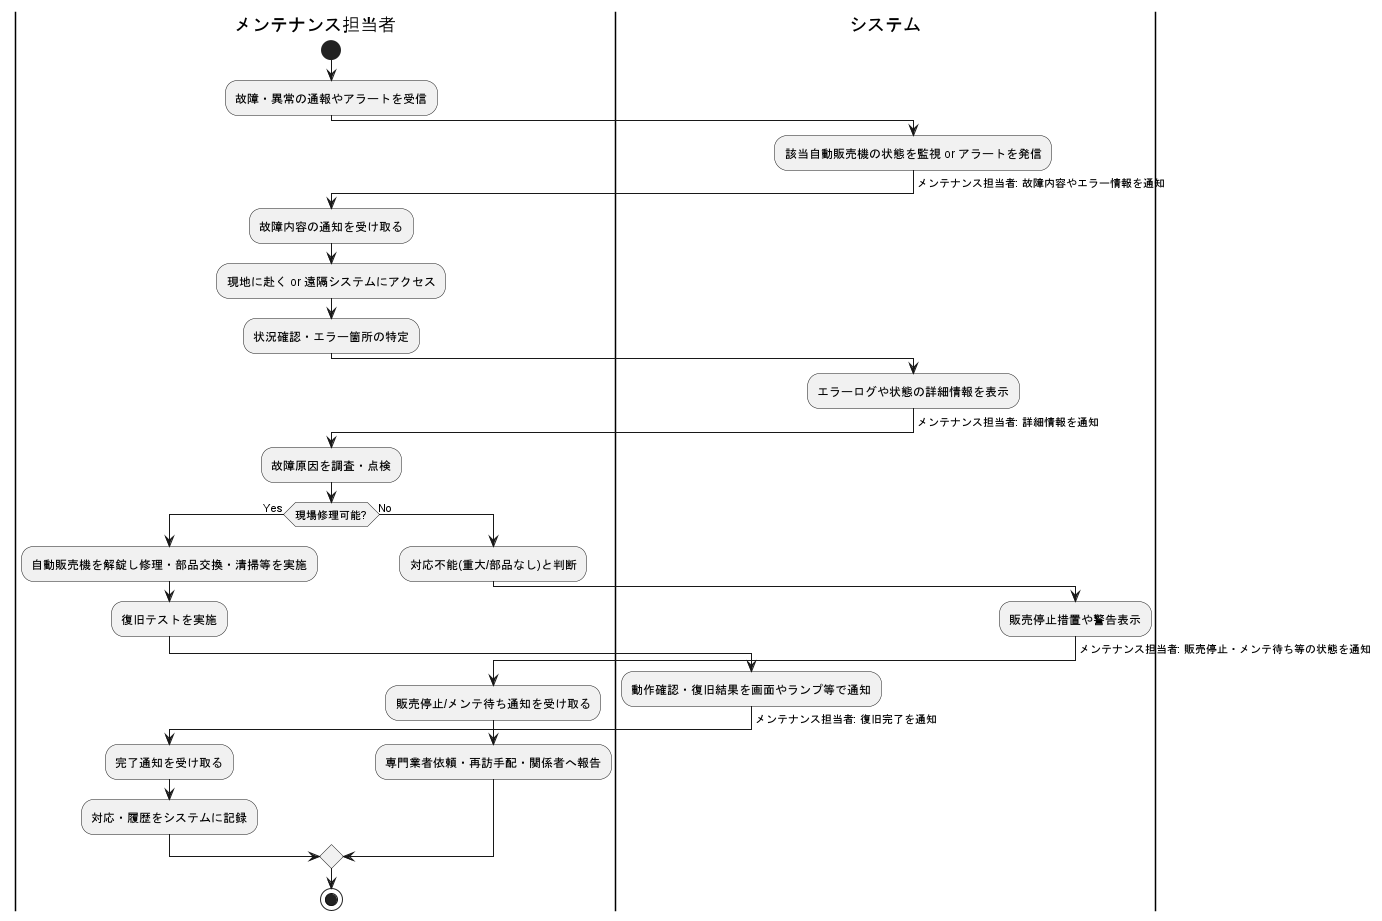 メンテナンス担当者
システム
故障・異常の通報やアラートを受信
該当自動販売機の状態を監視 or アラートを発信
メンテナンス担当者: 故障内容やエラー情報を通知
故障内容の通知を受け取る
現地に赴く or 遠隔システムにアクセス
状況確認・エラー箇所の特定
エラーログや状態の詳細情報を表示
メンテナンス担当者: 詳細情報を通知
故障原因を調査・点検
Yes
現場修理可能?
No
自動販売機を解錠し修理・部品交換・清掃等を実施
対応不能(重大/部品なし)と判断
復旧テストを実施
販売停止措置や警告表示
メンテナンス担当者: 販売停止・メンテ待ち等の状態を通知
動作確認・復旧結果を画面やランプ等で通知
販売停止/メンテ待ち通知を受け取る
メンテナンス担当者: 復旧完了を通知
完了通知を受け取る
専門業者依頼・再訪手配・関係者へ報告
対応・履歴をシステムに記録